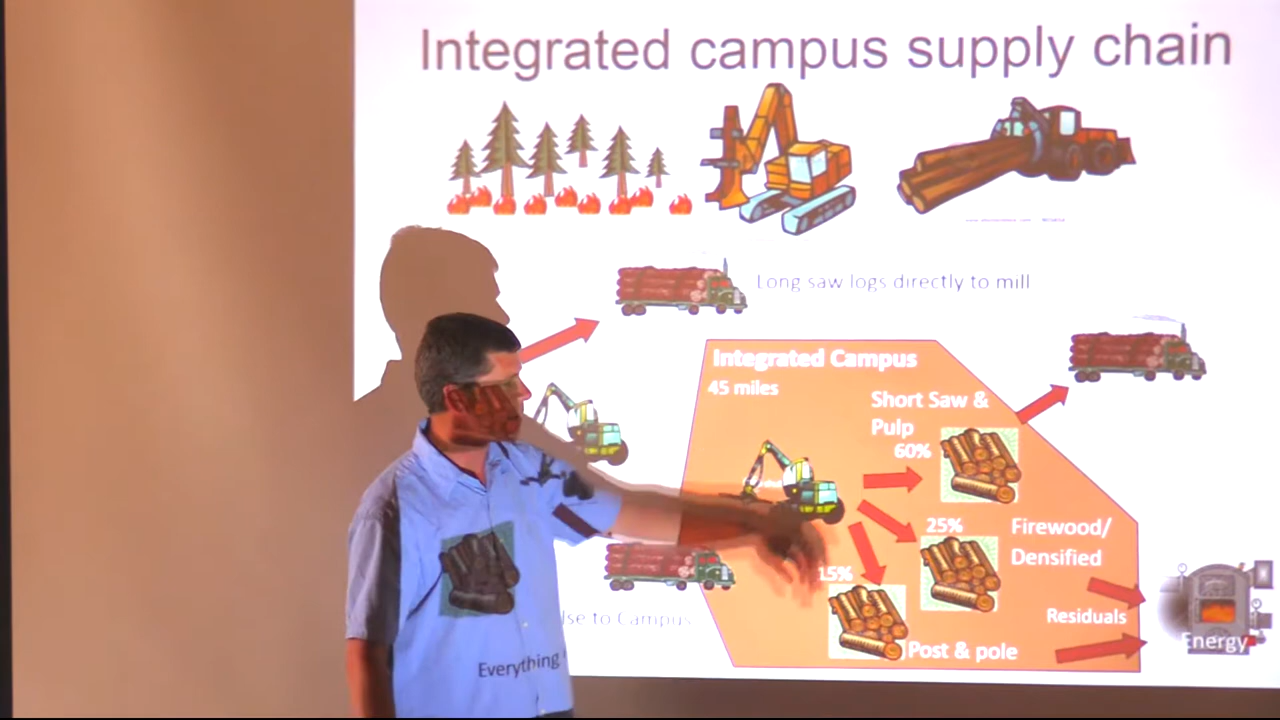 Integrated campus supply chain
Long saw logs directly to mill
Integrated Campus
45 miles
Short Saw &
Pulp
60%
25%
Firewood/
Densified
15%
Residuals
Energy
Post & pole
Everything lse to Campus